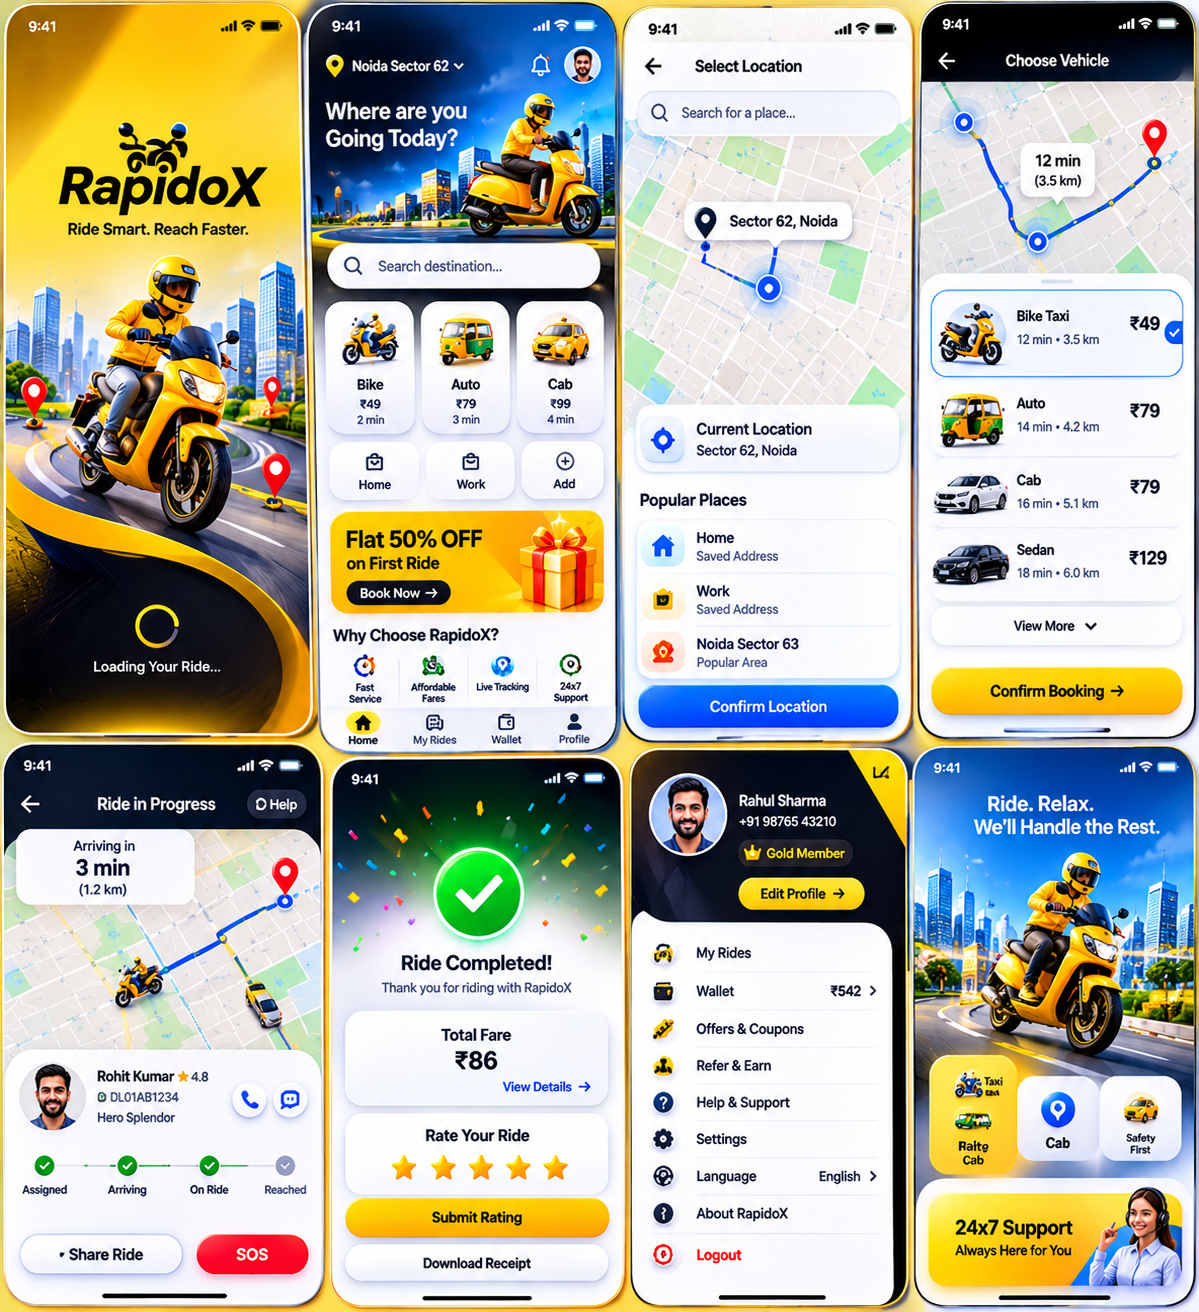 9:41
RapidoX
Ride Smart. Reach Faster.
Loading Your Ride...
9:41
Noida Sector 62
Where are you
Going Today?
Search destination...
Bike
₹49
2 min
Auto
₹79
3 min
Cab
₹99
4 min
Home
Work
Add
Flat 50% OFF
on First Ride
Book Now →
Why Choose RapidoX?
Fast
Service
Affordable
Fares
Live Tracking
24x7
Support
Home
My Rides
Wallet
Profile
9:41
Select Location
Search for a place...
Sector 62, Noida
Current Location
Sector 62, Noida
Popular Places
Home
Saved Address
Work
Saved Address
Noida Sector 63
Popular Area
Confirm Location
9:41
Choose Vehicle
12 min
(3.5 km)
Bike Taxi
12 min • 3.5 km
₹49
Auto
14 min • 4.2 km
₹79
Cab
16 min • 5.1 km
₹79
Sedan
18 min • 6.0 km
₹129
View More
Confirm Booking →
9:41
Ride in Progress
Help
Arriving in
3 min
(1.2 km)
Rohit Kumar ★ 4.8
DL01AB1234
Hero Splendor
Assigned
Arriving
On Ride
Reached
Share Ride
SOS
9:41
Ride Completed!
Thank you for riding with RapidoX
Total Fare
₹86
View Details →
Rate Your Ride
Submit Rating
Download Receipt
Rahul Sharma
+91 98765 43210
Gold Member
Edit Profile →
My Rides
Wallet ₹542
Offers & Coupons
Refer & Earn
Help & Support
Settings
Language English
About RapidoX
Logout
9:41
Ride. Relax.
We'll Handle the Rest.
Taxi
Cab
Cab
Safety
First
24x7 Support
Always Here for You